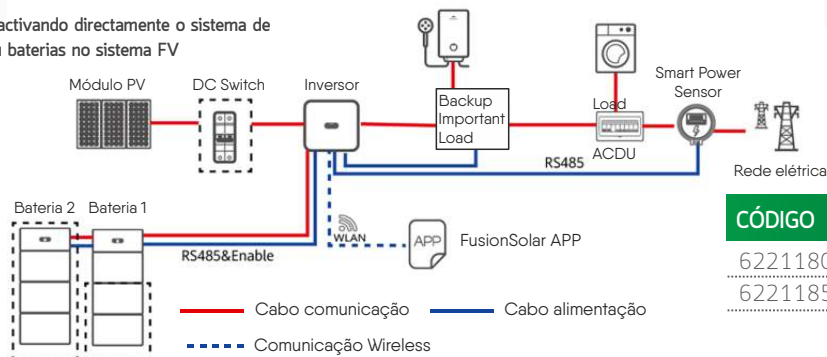 activando directamente o sistema de
baterias no sistema FV
Módulo PV
DC Switch
Inversor
Backup
Important
Load
Load
ACDU
Smart Power
Sensor
RS485
Rede elétrica
Bateria 2
Bateria 1
RS485&Enable
WLAN
APP
FusionSolar APP
CÓDIGO
6221180
6221185
Cabo comunicação
Cabo alimentação
Comunicação Wireless